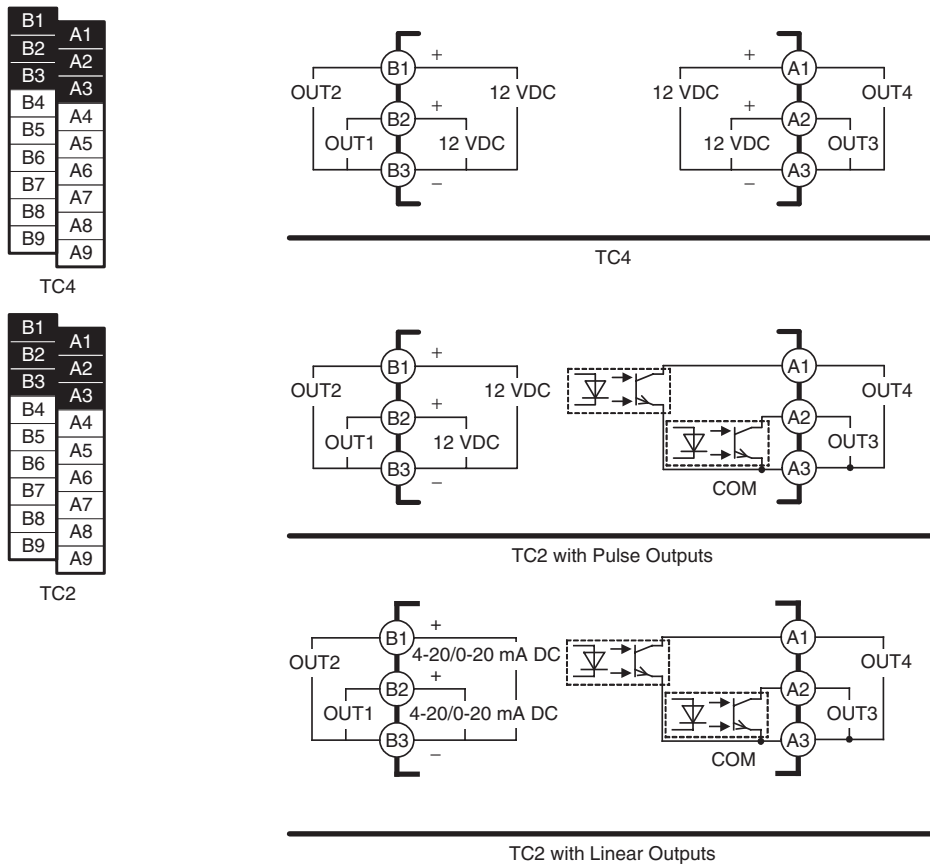 B1
A1
B2
A2
B3
A3
B4
A4
B5
A5
B6
A6
B7
A7
B8
A8
B9
A9
TC4
B1 +
OUT2 12 VDC
B2 +
OUT1 12 VDC
B3
–
+ A1
12 VDC OUT4
+ A2
12 VDC OUT3
A3
–
TC4
B1
A1
B2
A2
B3
A3
B4
A4
B5
A5
B6
A6
B7
A7
B8
A8
B9
A9
TC2
B1 +
OUT2 12 VDC
B2 +
OUT1 12 VDC
B3
–
A1
OUT4
A2
OUT3
A3
COM
TC2 with Pulse Outputs
B1 +
OUT2 4-20/0-20 mA DC
B2 +
OUT1 4-20/0-20 mA DC
B3
–
A1
OUT4
A2
OUT3
A3
COM
TC2 with Linear Outputs